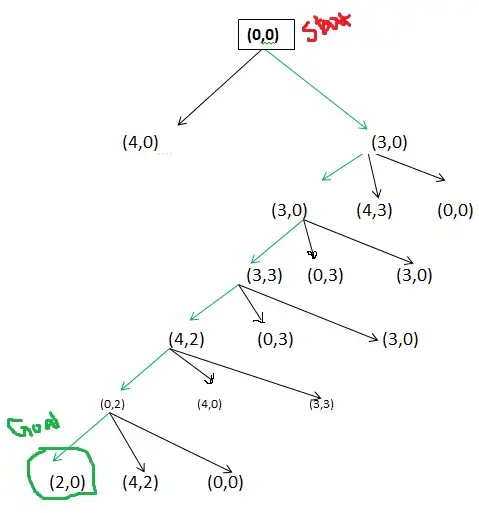 (0,0) Start
(4,0) (3,0)
(3,0) (4,3) (0,0)
(3,3) (0,3) (3,0)
(4,2) (0,3) (3,0)
(0,2) (4,0) (3,3)
Goal
(2,0) (4,2) (0,0)